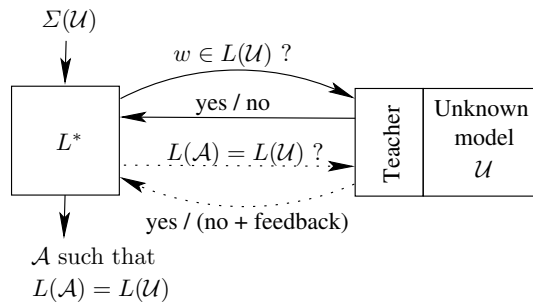 Σ(𝒰)
w ∈ L(𝒰) ?
yes / no
L*
Teacher
Unknown
model
𝒰
L(𝒜) = L(𝒰) ?
yes / (no + feedback)
𝒜 such that
L(𝒜) = L(𝒰)